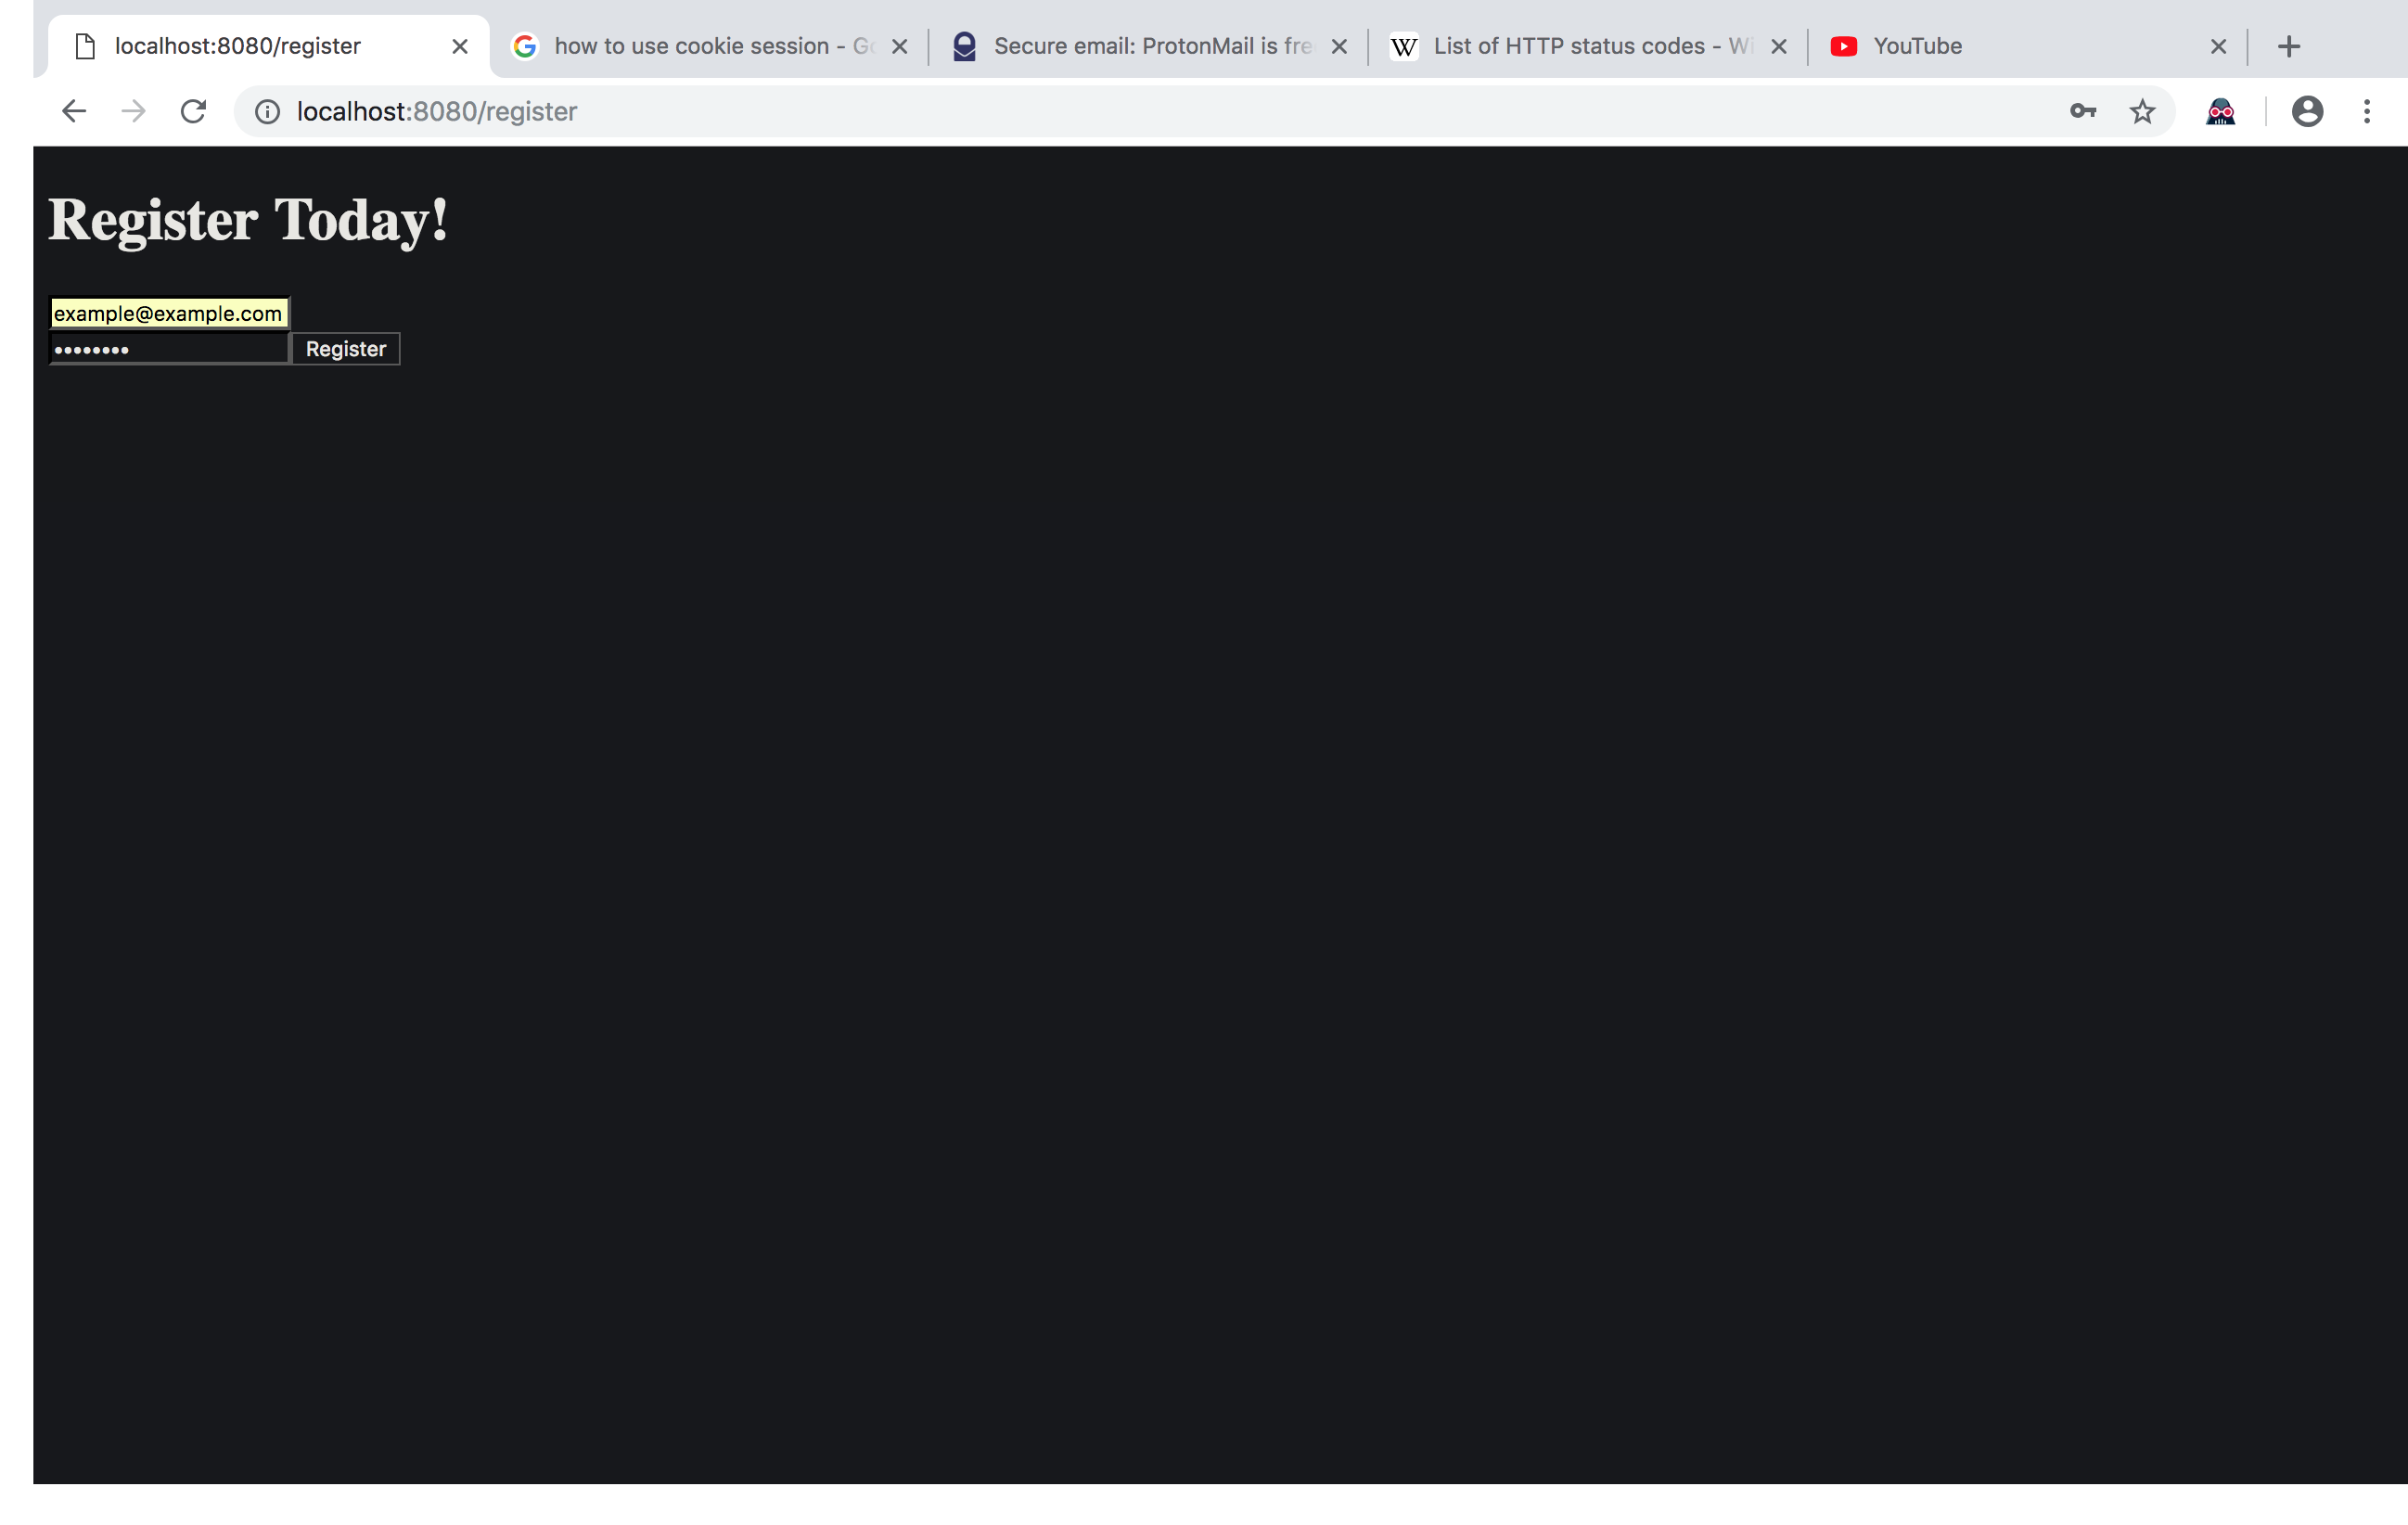 localhost:8080/register
how to use cookie session - Go
Secure email: ProtonMail is fre
List of HTTP status codes - Wi
YouTube
localhost:8080/register
Register Today!
example@example.com
••••••••
Register